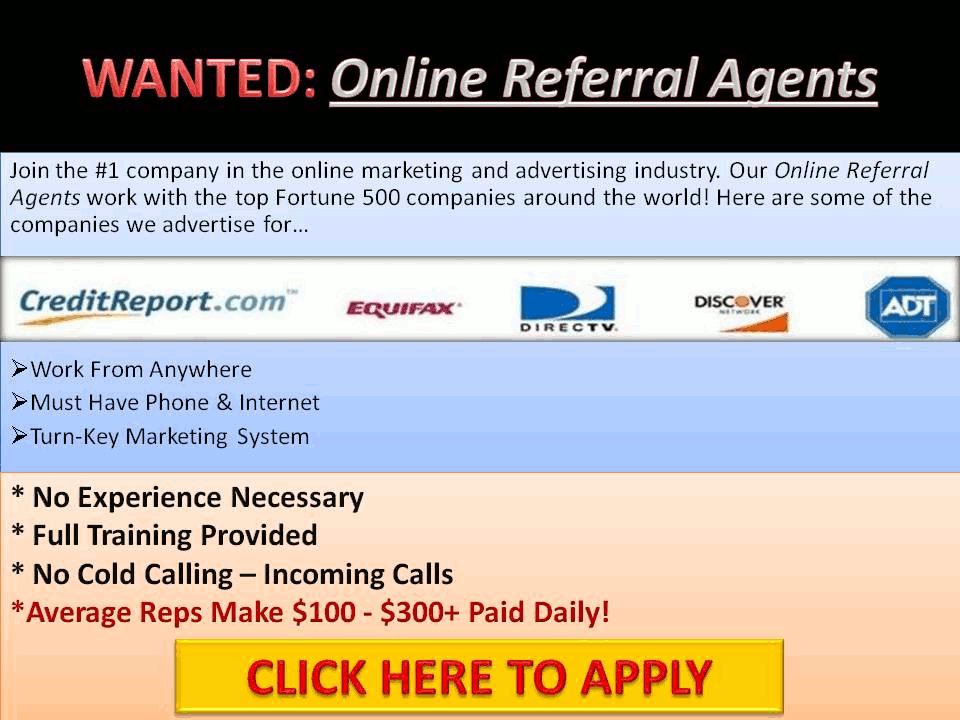 WANTED: Online Referral Agents
Join the #1 company in the online marketing and advertising industry. Our Online Referral
Agents work with the top Fortune 500 companies around the world! Here are some of the
companies we advertise for...
CreditReport.com™ EQUIFAX DIRECTV DISCOVER NETWORK ADT
➢Work From Anywhere
➢Must Have Phone & Internet
➢Turn-Key Marketing System
* No Experience Necessary
* Full Training Provided
* No Cold Calling – Incoming Calls
*Average Reps Make $100 - $300+ Paid Daily!
CLICK HERE TO APPLY